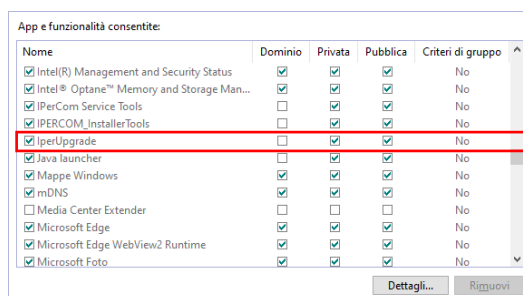 App e funzionalità consentite:
Nome Dominio Privata Pubblica Criteri di gruppo
Intel(R) Management and Security Status No
Intel® Optane™ Memory and Storage Man... No
IPerCom Service Tools No
IPERCOM_InstallerTools No
IperUpgrade No
Java launcher No
Mappe Windows No
mDNS No
Media Center Extender No
Microsoft Edge No
Microsoft Edge WebView2 Runtime No
Microsoft Foto No
Dettagli... Rimuovi